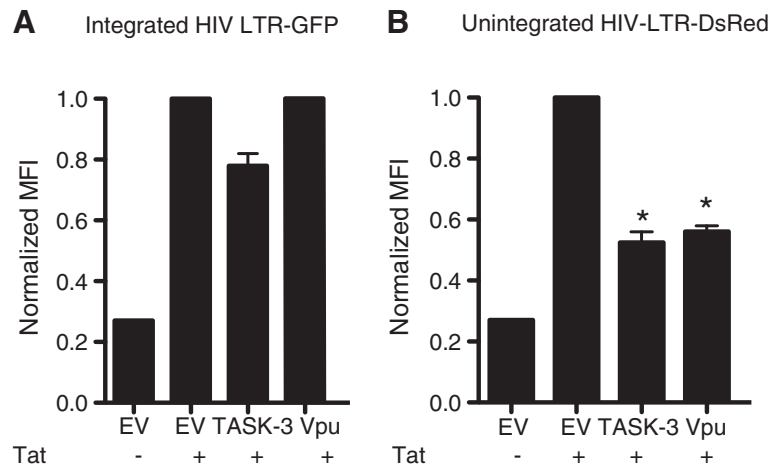 A Integrated HIV LTR-GFP
Normalized MFI
1.0
0.8
0.6
0.4
0.2
0.0
EV EV TASK-3 Vpu
Tat - + + +
B Unintegrated HIV-LTR-DsRed
Normalized MFI
1.0
0.8
0.6
0.4
0.2
0.0
* *
EV EV TASK-3 Vpu
Tat - + + +